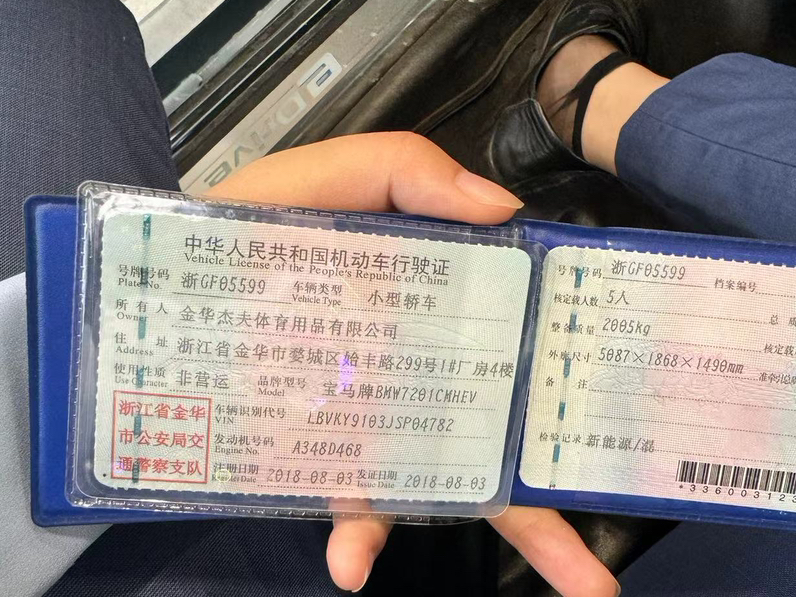 eDrive
中华人民共和国机动车行驶证
Vehicle License of the People's Republic of China
号牌号码 浙GF05599 车辆类型 小型轿车
Plate No. Vehicle Type
所有人 金华杰夫体育用品有限公司
Owner
住址 浙江省金华市婺城区始丰路299号1#厂房4楼
Address
使用性质 非营运 品牌型号 宝马牌BMW7201CMHEV
Use Character Model
浙江省金华市公安局交通警察支队
车辆识别代号 LBVKY9103JSP04782
VIN
发动机号码 A348D468
Engine No.
注册日期 2018-08-03 发证日期 2018-08-03
Register Date Issue Date
号牌号码 浙GF05599 档案编号
核定载人数 5人 总质
整备质量 2005kg 核定载
外廓尺寸 5087×1868×1490mm 准牵引总
备注
检验记录 新能源/混
*336003123